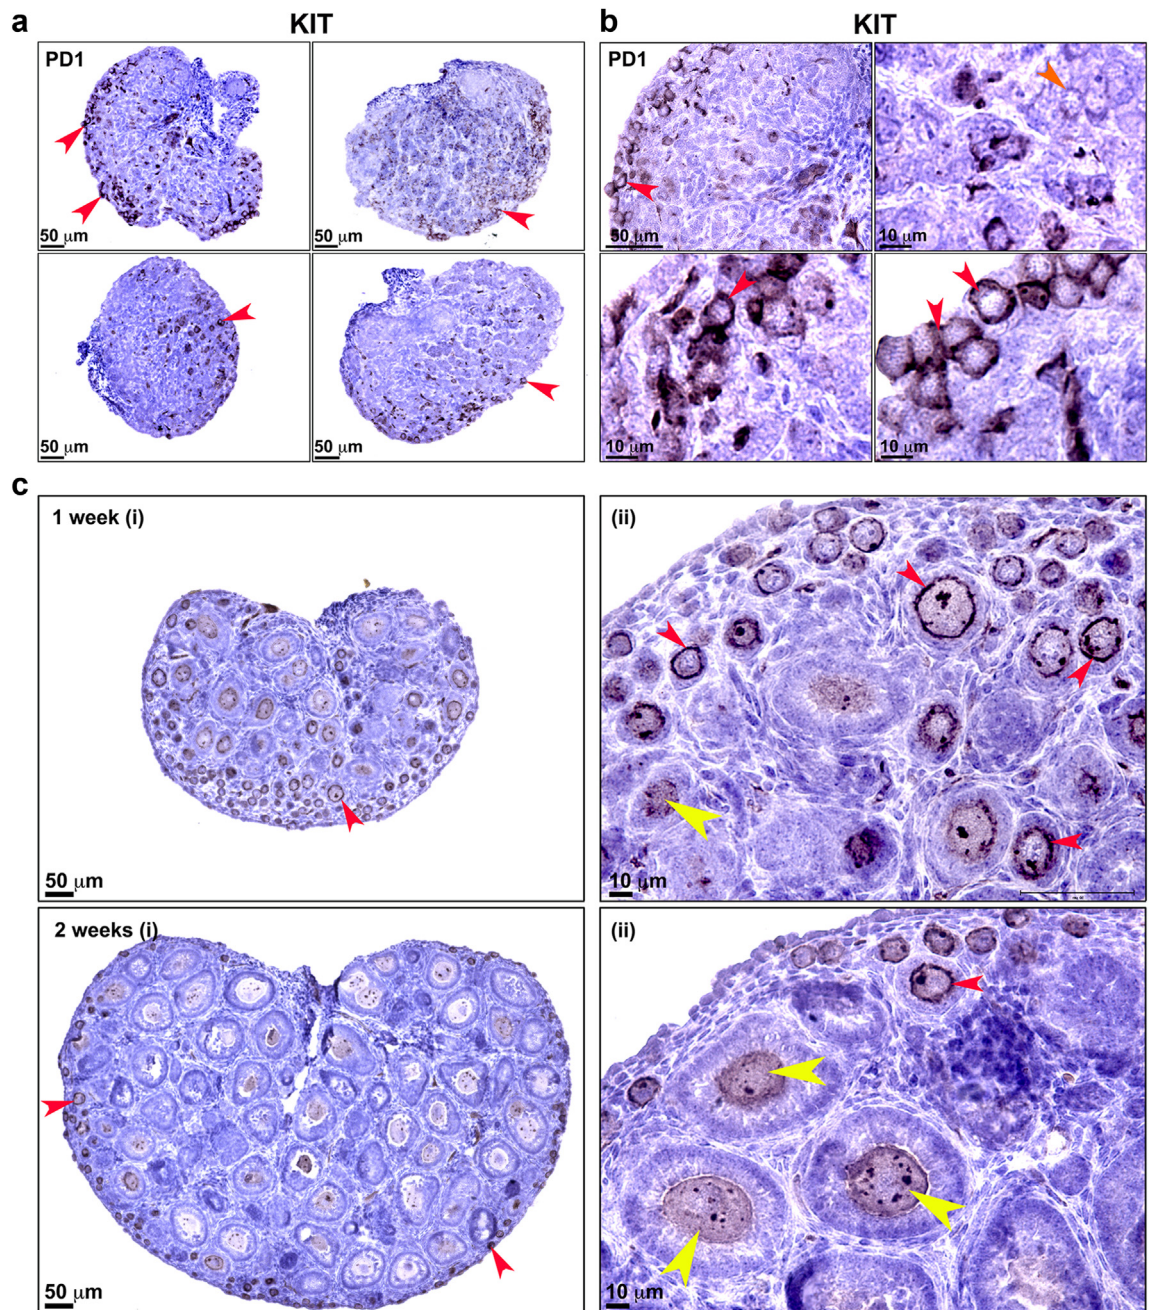 a KIT b KIT
PD1 PD1
50 µm 50 µm 50 µm 10 µm
50 µm 50 µm 10 µm 10 µm
c
1 week (i) (ii)
50 µm 10 µm
2 weeks (i) (ii)
50 µm 10 µm